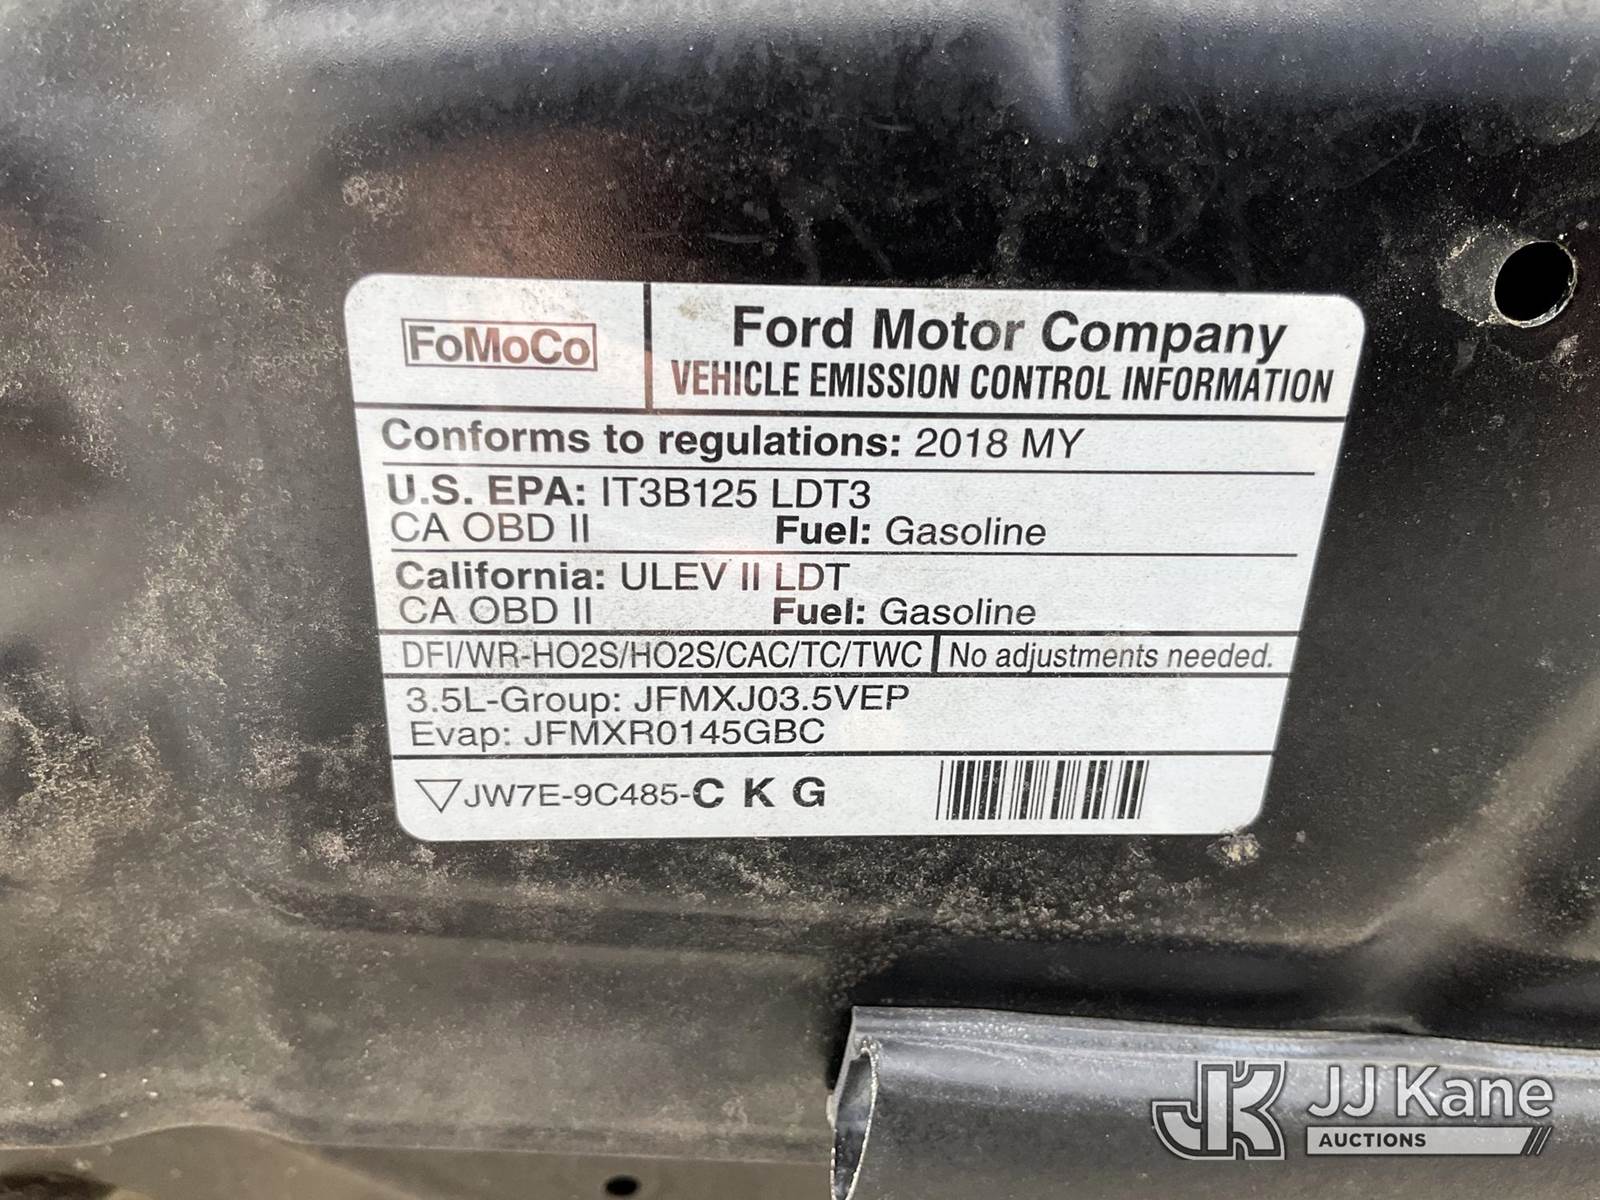 FoMoCo
Ford Motor Company
VEHICLE EMISSION CONTROL INFORMATION
Conforms to regulations: 2018 MY
U.S. EPA: IT3B125 LDT3
CA OBD II Fuel: Gasoline
California: ULEV II LDT
CA OBD II Fuel: Gasoline
DFI/WR-HO2S/HO2S/CAC/TC/TWC No adjustments needed.
3.5L-Group: JFMXJ03.5VEP
Evap: JFMXR0145GBC
JW7E-9C485-C K G
JK JJ Kane
AUCTIONS